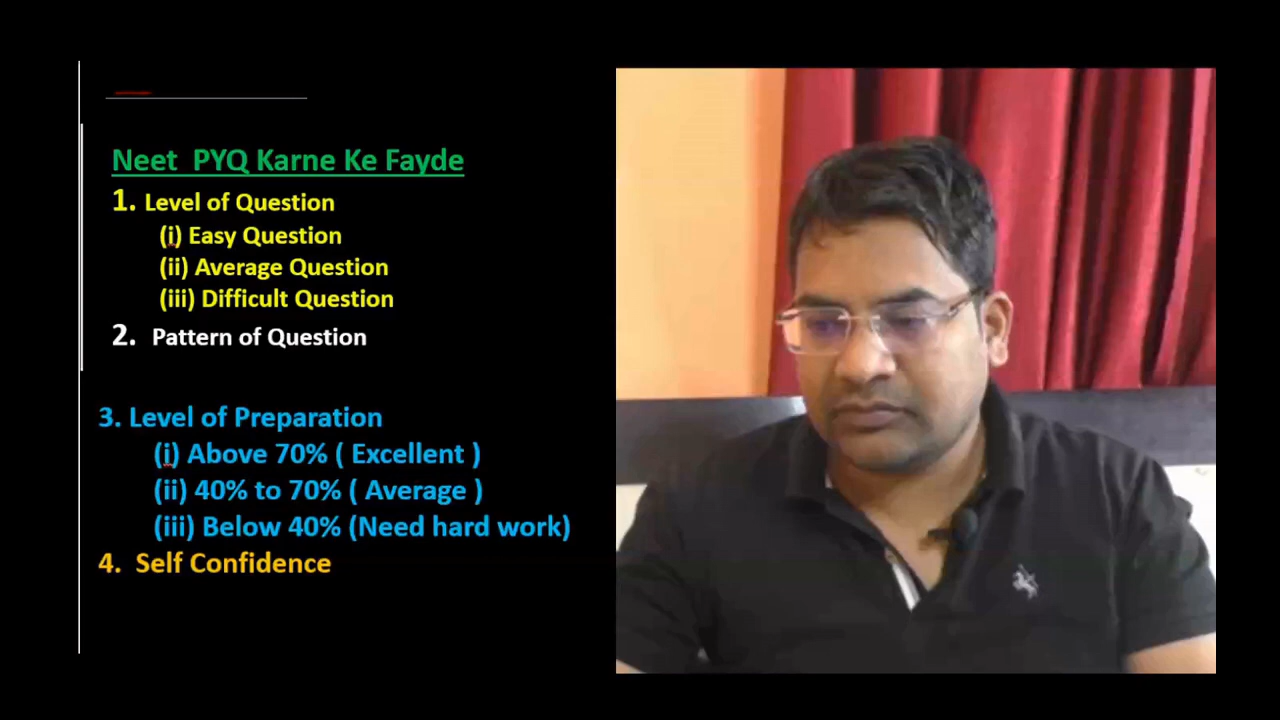 Neet PYQ Karne Ke Fayde
1. Level of Question
(i) Easy Question
(ii) Average Question
(iii) Difficult Question
2. Pattern of Question
3. Level of Preparation
(i) Above 70% ( Excellent )
(ii) 40% to 70% ( Average )
(iii) Below 40% (Need hard work)
4. Self Confidence